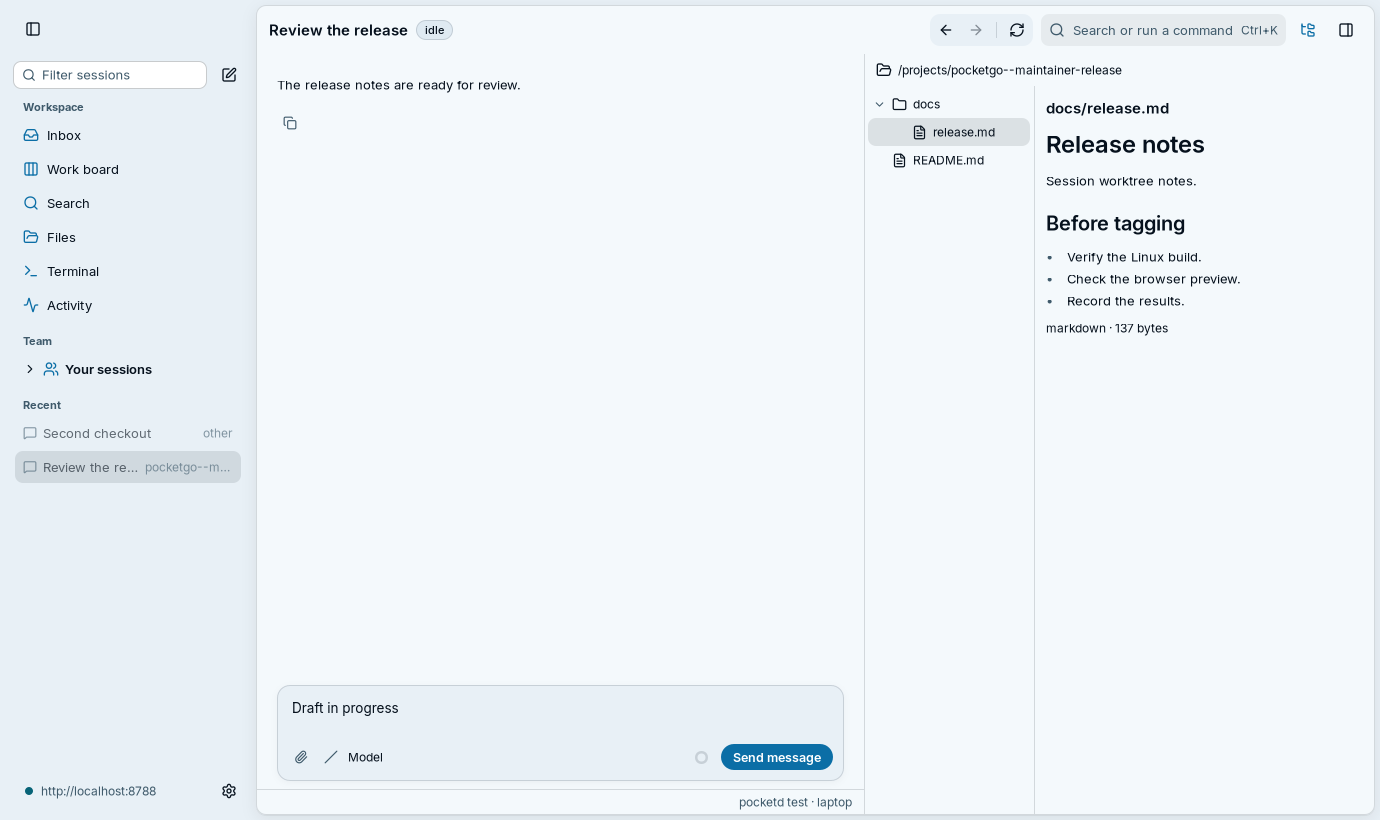 Review the release
idle
Search or run a command
Ctrl+K
Filter sessions
Workspace
Inbox
Work board
Search
Files
Terminal
Activity
Team
Your sessions
Recent
Second checkout
other
Review the re...
pocketgo--m...
http://localhost:8788
The release notes are ready for review.
Draft in progress
Model
Send message
pocketd test · laptop
/projects/pocketgo--maintainer-release
docs
release.md
README.md
docs/release.md
Release notes
Session worktree notes.
Before tagging
• Verify the Linux build.
• Check the browser preview.
• Record the results.
markdown · 137 bytes